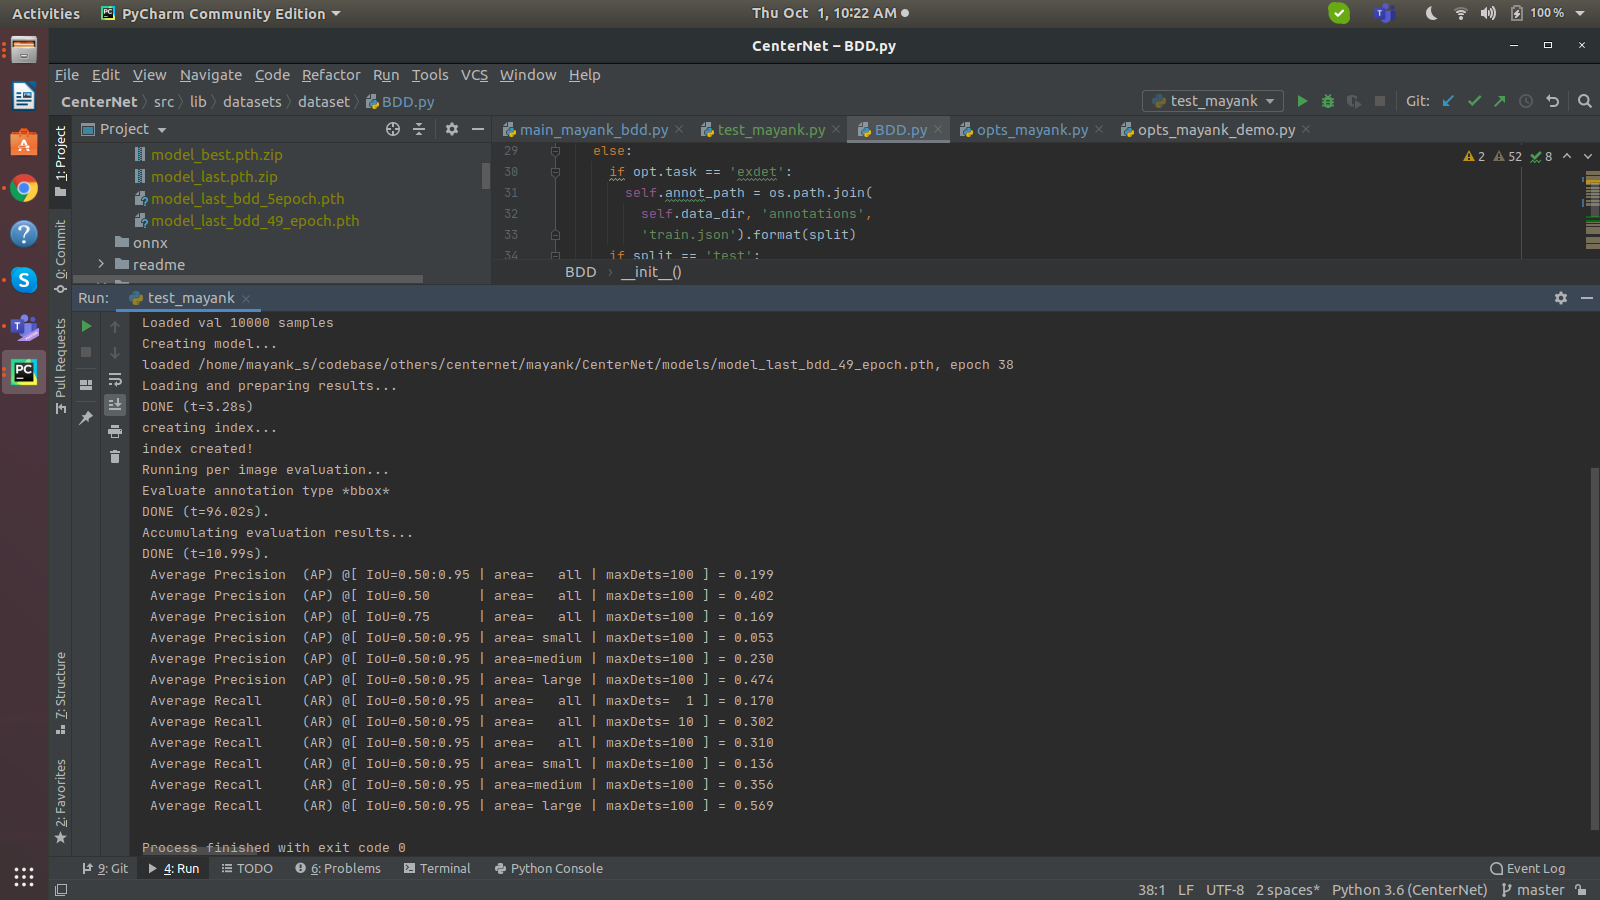 Activities PyCharm Community Edition Thu Oct 1, 10:22 AM 100 %
CenterNet – BDD.py
File Edit View Navigate Code Refactor Run Tools VCS Window Help
CenterNet src lib datasets dataset BDD.py test_mayank Git:
1: Project Project main_mayank_bdd.py test_mayank.py BDD.py opts_mayank.py opts_mayank_demo.py
model_best.pth.zip
model_last.pth.zip
model_last_bdd_5epoch.pth
model_last_bdd_49_epoch.pth
onnx
readme
29 else:
30 if opt.task == 'exdet':
31 self.annot_path = os.path.join(
32 self.data_dir, 'annotations',
33 'train.json').format(split)
34 if split == 'test':
2 52 8
BDD __init__()
0: Commit
Pull Requests
7: Structure
2: Favorites
Run: test_mayank
Loaded val 10000 samples
Creating model...
loaded /home/mayank_s/codebase/others/centernet/mayank/CenterNet/models/model_last_bdd_49_epoch.pth, epoch 38
Loading and preparing results...
DONE (t=3.28s)
creating index...
index created!
Running per image evaluation...
Evaluate annotation type *bbox*
DONE (t=96.02s).
Accumulating evaluation results...
DONE (t=10.99s).
Average Precision  (AP) @[ IoU=0.50:0.95 | area=   all | maxDets=100 ] = 0.199
Average Precision  (AP) @[ IoU=0.50      | area=   all | maxDets=100 ] = 0.402
Average Precision  (AP) @[ IoU=0.75      | area=   all | maxDets=100 ] = 0.169
Average Precision  (AP) @[ IoU=0.50:0.95 | area= small | maxDets=100 ] = 0.053
Average Precision  (AP) @[ IoU=0.50:0.95 | area=medium | maxDets=100 ] = 0.230
Average Precision  (AP) @[ IoU=0.50:0.95 | area= large | maxDets=100 ] = 0.474
Average Recall     (AR) @[ IoU=0.50:0.95 | area=   all | maxDets=  1 ] = 0.170
Average Recall     (AR) @[ IoU=0.50:0.95 | area=   all | maxDets= 10 ] = 0.302
Average Recall     (AR) @[ IoU=0.50:0.95 | area=   all | maxDets=100 ] = 0.310
Average Recall     (AR) @[ IoU=0.50:0.95 | area= small | maxDets=100 ] = 0.136
Average Recall     (AR) @[ IoU=0.50:0.95 | area=medium | maxDets=100 ] = 0.356
Average Recall     (AR) @[ IoU=0.50:0.95 | area= large | maxDets=100 ] = 0.569
Process finished with exit code 0
9: Git 4: Run TODO 6: Problems Terminal Python Console Event Log
38:1 LF UTF-8 2 spaces* Python 3.6 (CenterNet) master